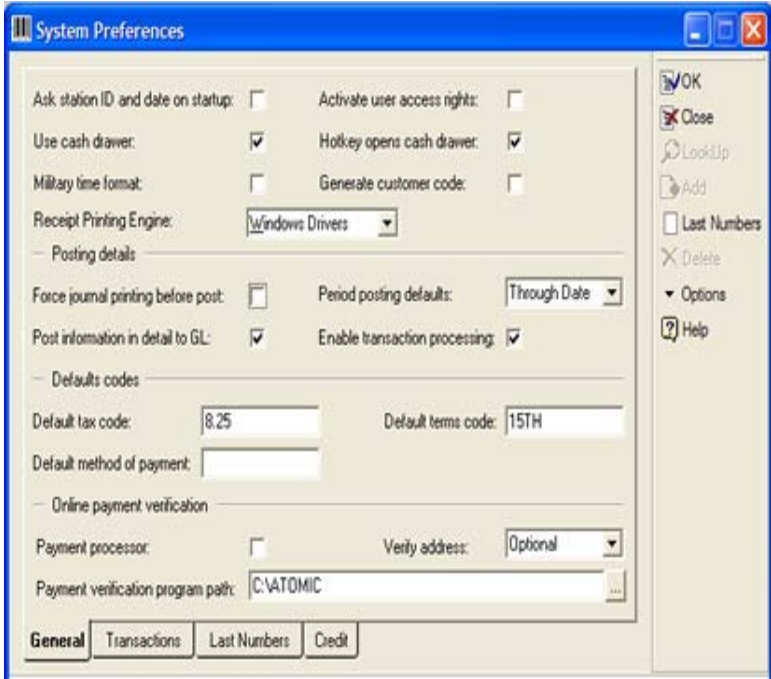 System Preferences
Ask station ID and date on startup: Activate user access rights:
Use cash drawer: Hotkey opens cash drawer:
Military time format: Generate customer code:
Receipt Printing Engine: Windows Drivers
Posting details
Force journal printing before post: Period posting defaults: Through Date
Post information in detail to GL: Enable transaction processing:
Defaults codes
Default tax code: 8.25 Default terms code: 15TH
Default method of payment:
Online payment verification
Payment processor: Verify address: Optional
Payment verification program path: C:\ATOMIC ...
General Transactions Last Numbers Credit
OK
Close
LookUp
Add
Last Numbers
Delete
Options
Help